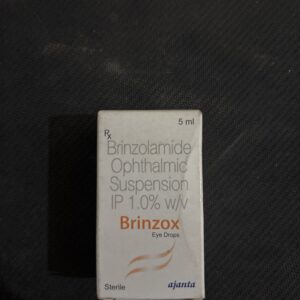 5 ml
Rx
Brinzolamide
Ophthalmic
Suspension
IP 1.0% w/v
Brinzox
Eye Drops
Sterile
ajanta